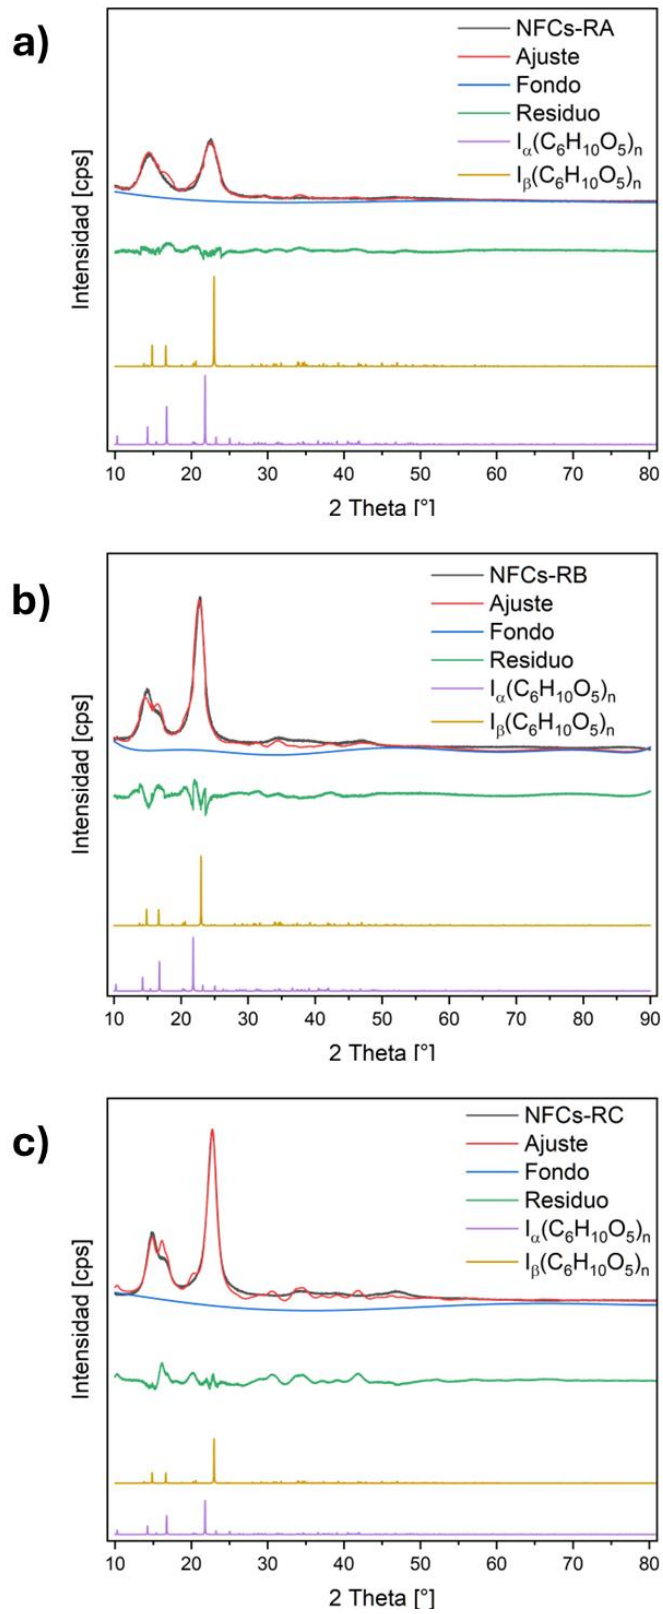 a)
NFCs-RA
Ajuste
Fondo
Residuo
Iα(C6H10O5)n
Iβ(C6H10O5)n
Intensidad [cps]
10 20 30 40 50 60 70 80
2 Theta [°]
b)
NFCs-RB
Ajuste
Fondo
Residuo
Iα(C6H10O5)n
Iβ(C6H10O5)n
Intensidad [cps]
10 20 30 40 50 60 70 80 90
2 Theta [°]
c)
NFCs-RC
Ajuste
Fondo
Residuo
Iα(C6H10O5)n
Iβ(C6H10O5)n
Intensidad [cps]
10 20 30 40 50 60 70 80
2 Theta [°]